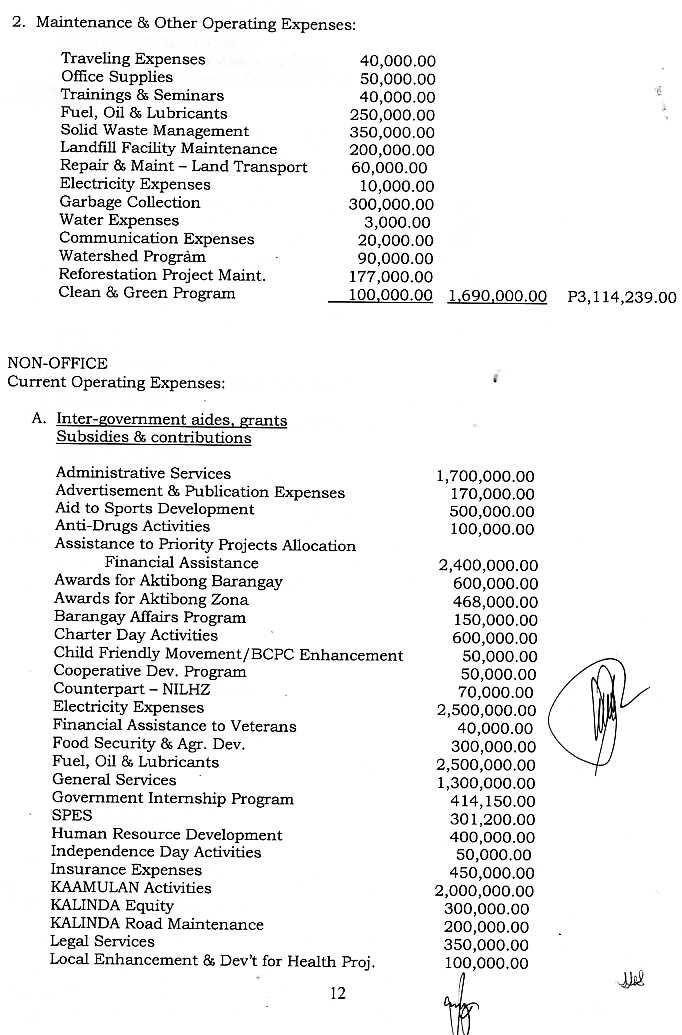 2. Maintenance & Other Operating Expenses:
Traveling Expenses 40,000.00
Office Supplies 50,000.00
Trainings & Seminars 40,000.00
Fuel, Oil & Lubricants 250,000.00
Solid Waste Management 350,000.00
Landfill Facility Maintenance 200,000.00
Repair & Maint – Land Transport 60,000.00
Electricity Expenses 10,000.00
Garbage Collection 300,000.00
Water Expenses 3,000.00
Communication Expenses 20,000.00
Watershed Program 90,000.00
Reforestation Project Maint. 177,000.00
Clean & Green Program 100,000.00 1,690,000.00 P3,114,239.00
NON-OFFICE
Current Operating Expenses:
A. Inter-government aides, grants
Subsidies & contributions
Administrative Services 1,700,000.00
Advertisement & Publication Expenses 170,000.00
Aid to Sports Development 500,000.00
Anti-Drugs Activities 100,000.00
Assistance to Priority Projects Allocation
Financial Assistance 2,400,000.00
Awards for Aktibong Barangay 600,000.00
Awards for Aktibong Zona 468,000.00
Barangay Affairs Program 150,000.00
Charter Day Activities 600,000.00
Child Friendly Movement/BCPC Enhancement 50,000.00
Cooperative Dev. Program 50,000.00
Counterpart – NILHZ 70,000.00
Electricity Expenses 2,500,000.00
Financial Assistance to Veterans 40,000.00
Food Security & Agr. Dev. 300,000.00
Fuel, Oil & Lubricants 2,500,000.00
General Services 1,300,000.00
Government Internship Program 414,150.00
SPES 301,200.00
Human Resource Development 400,000.00
Independence Day Activities 50,000.00
Insurance Expenses 450,000.00
KAAMULAN Activities 2,000,000.00
KALINDA Equity 300,000.00
KALINDA Road Maintenance 200,000.00
Legal Services 350,000.00
Local Enhancement & Dev't for Health Proj. 100,000.00
12